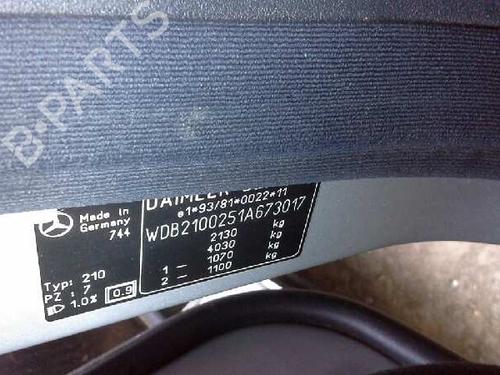 B-PARTS
DAIMLER
e1*93/81*0022*11
WDB2100251A673017
2130 kg
4030 kg
1 — 1070 kg
2 — 1100 kg
Made in
Germany
744
Typ: 210
PZ : 7
1.0% 0.9